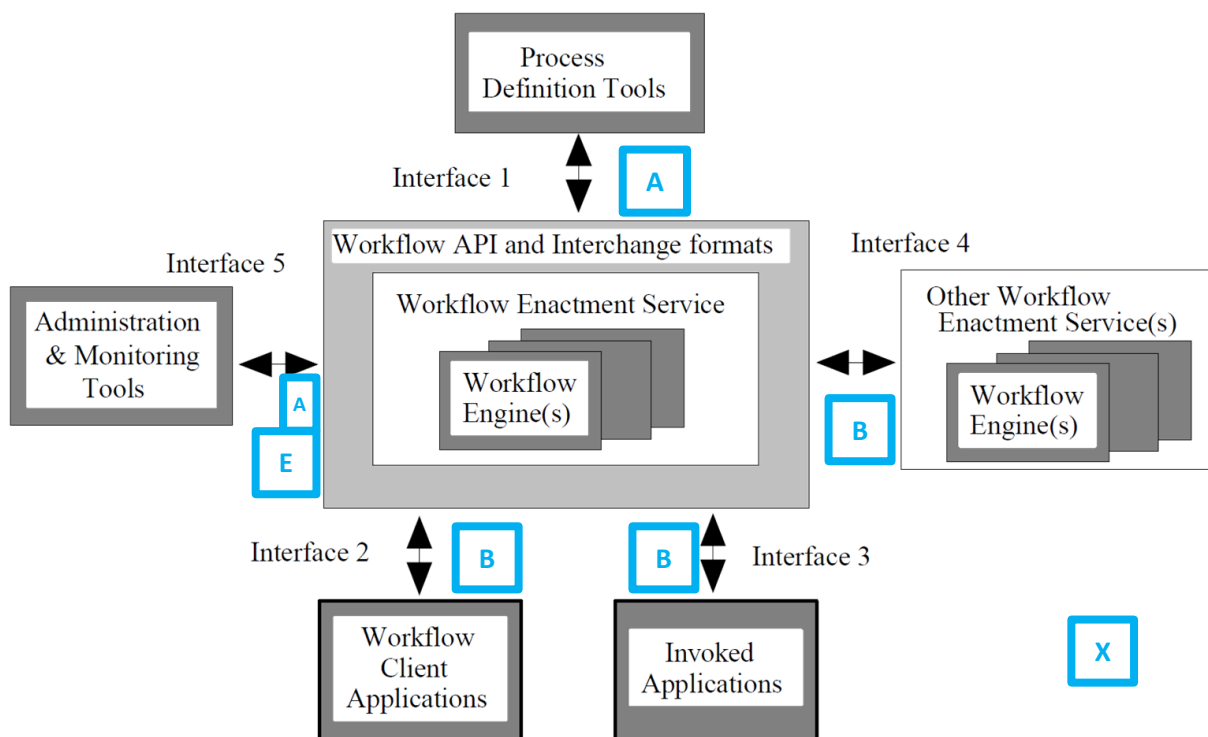 Process
Definition Tools
Interface 1
A
Workflow API and Interchange formats
Interface 4
Interface 5
Workflow Enactment Service
Other Workflow
Enactment Service(s)
Administration
& Monitoring
Tools
Workflow
Engine(s)
Workflow
Engine(s)
A
B
E
Interface 2
B
B
Interface 3
Workflow
Client
Applications
Invoked
Applications
X